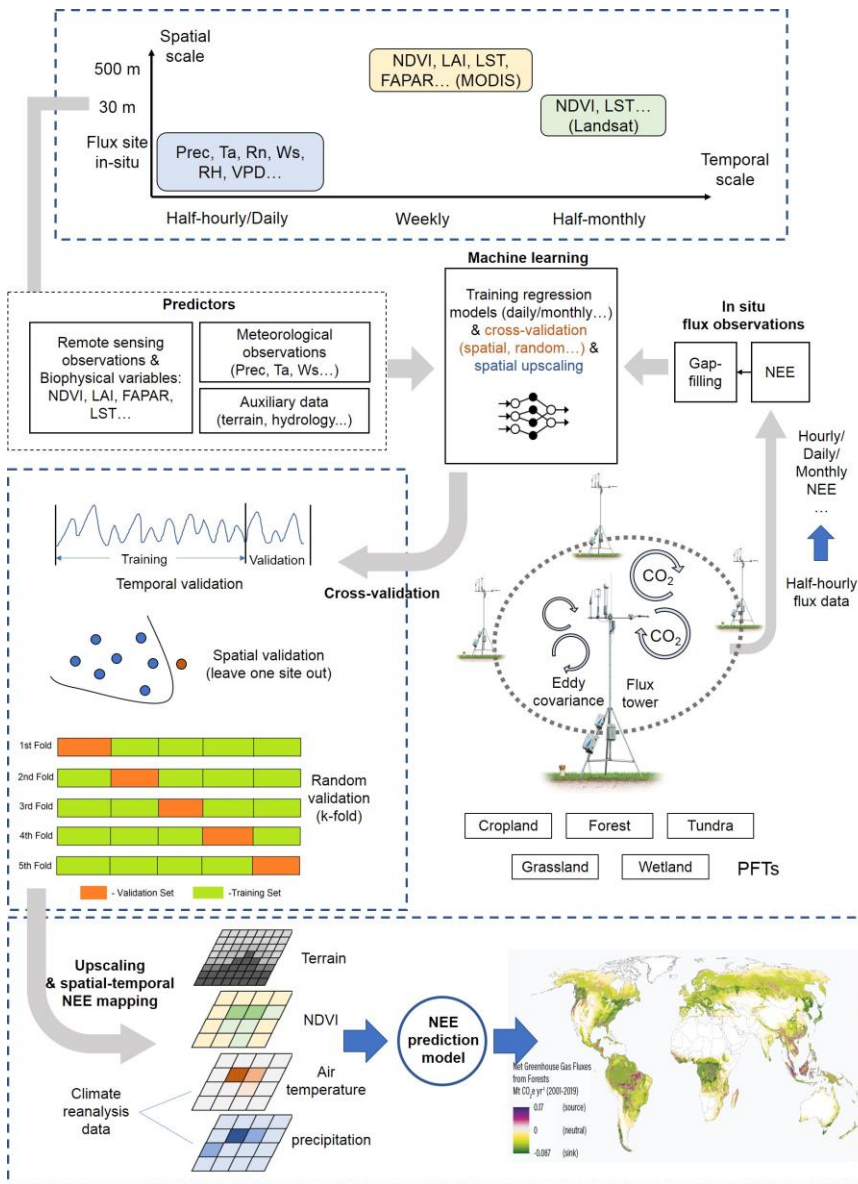 Spatial
scale
500 m
30 m
Flux site
in-situ
NDVI, LAI, LST,
FAPAR... (MODIS)
NDVI, LST...
(Landsat)
Prec, Ta, Rn, Ws,
RH, VPD...
Temporal
scale
Half-hourly/Daily
Weekly
Half-monthly
Predictors
Remote sensing
observations &
Biophysical variables:
NDVI, LAI, FAPAR,
LST...
Meteorological
observations
(Prec, Ta, Ws...)
Auxiliary data
(terrain, hydrology...)
Machine learning
Training regression
models (daily/monthly...)
& cross-validation
(spatial, random...) &
spatial upscaling
In situ
flux observations
Gap-
filling
NEE
Hourly/
Daily/
Monthly
NEE
...
Half-hourly
flux data
Training
Validation
Temporal validation
Cross-validation
Spatial validation
(leave one site out)
1st Fold
2nd Fold
3rd Fold
4th Fold
5th Fold
Random
validation
(k-fold)
- Validation Set
-Training Set
CO2
CO2
Eddy
covariance
Flux
tower
Cropland
Forest
Tundra
Grassland
Wetland
PFTs
Upscaling
& spatial-temporal
NEE mapping
Terrain
NDVI
Air
temperature
precipitation
Climate
reanalysis
data
NEE
prediction
model
Net Greenhouse Gas Fluxes
from Forests
Mt CO2e yr-1 (2001-2019)
0.17 (source)
0 (neutral)
-0.087 (sink)